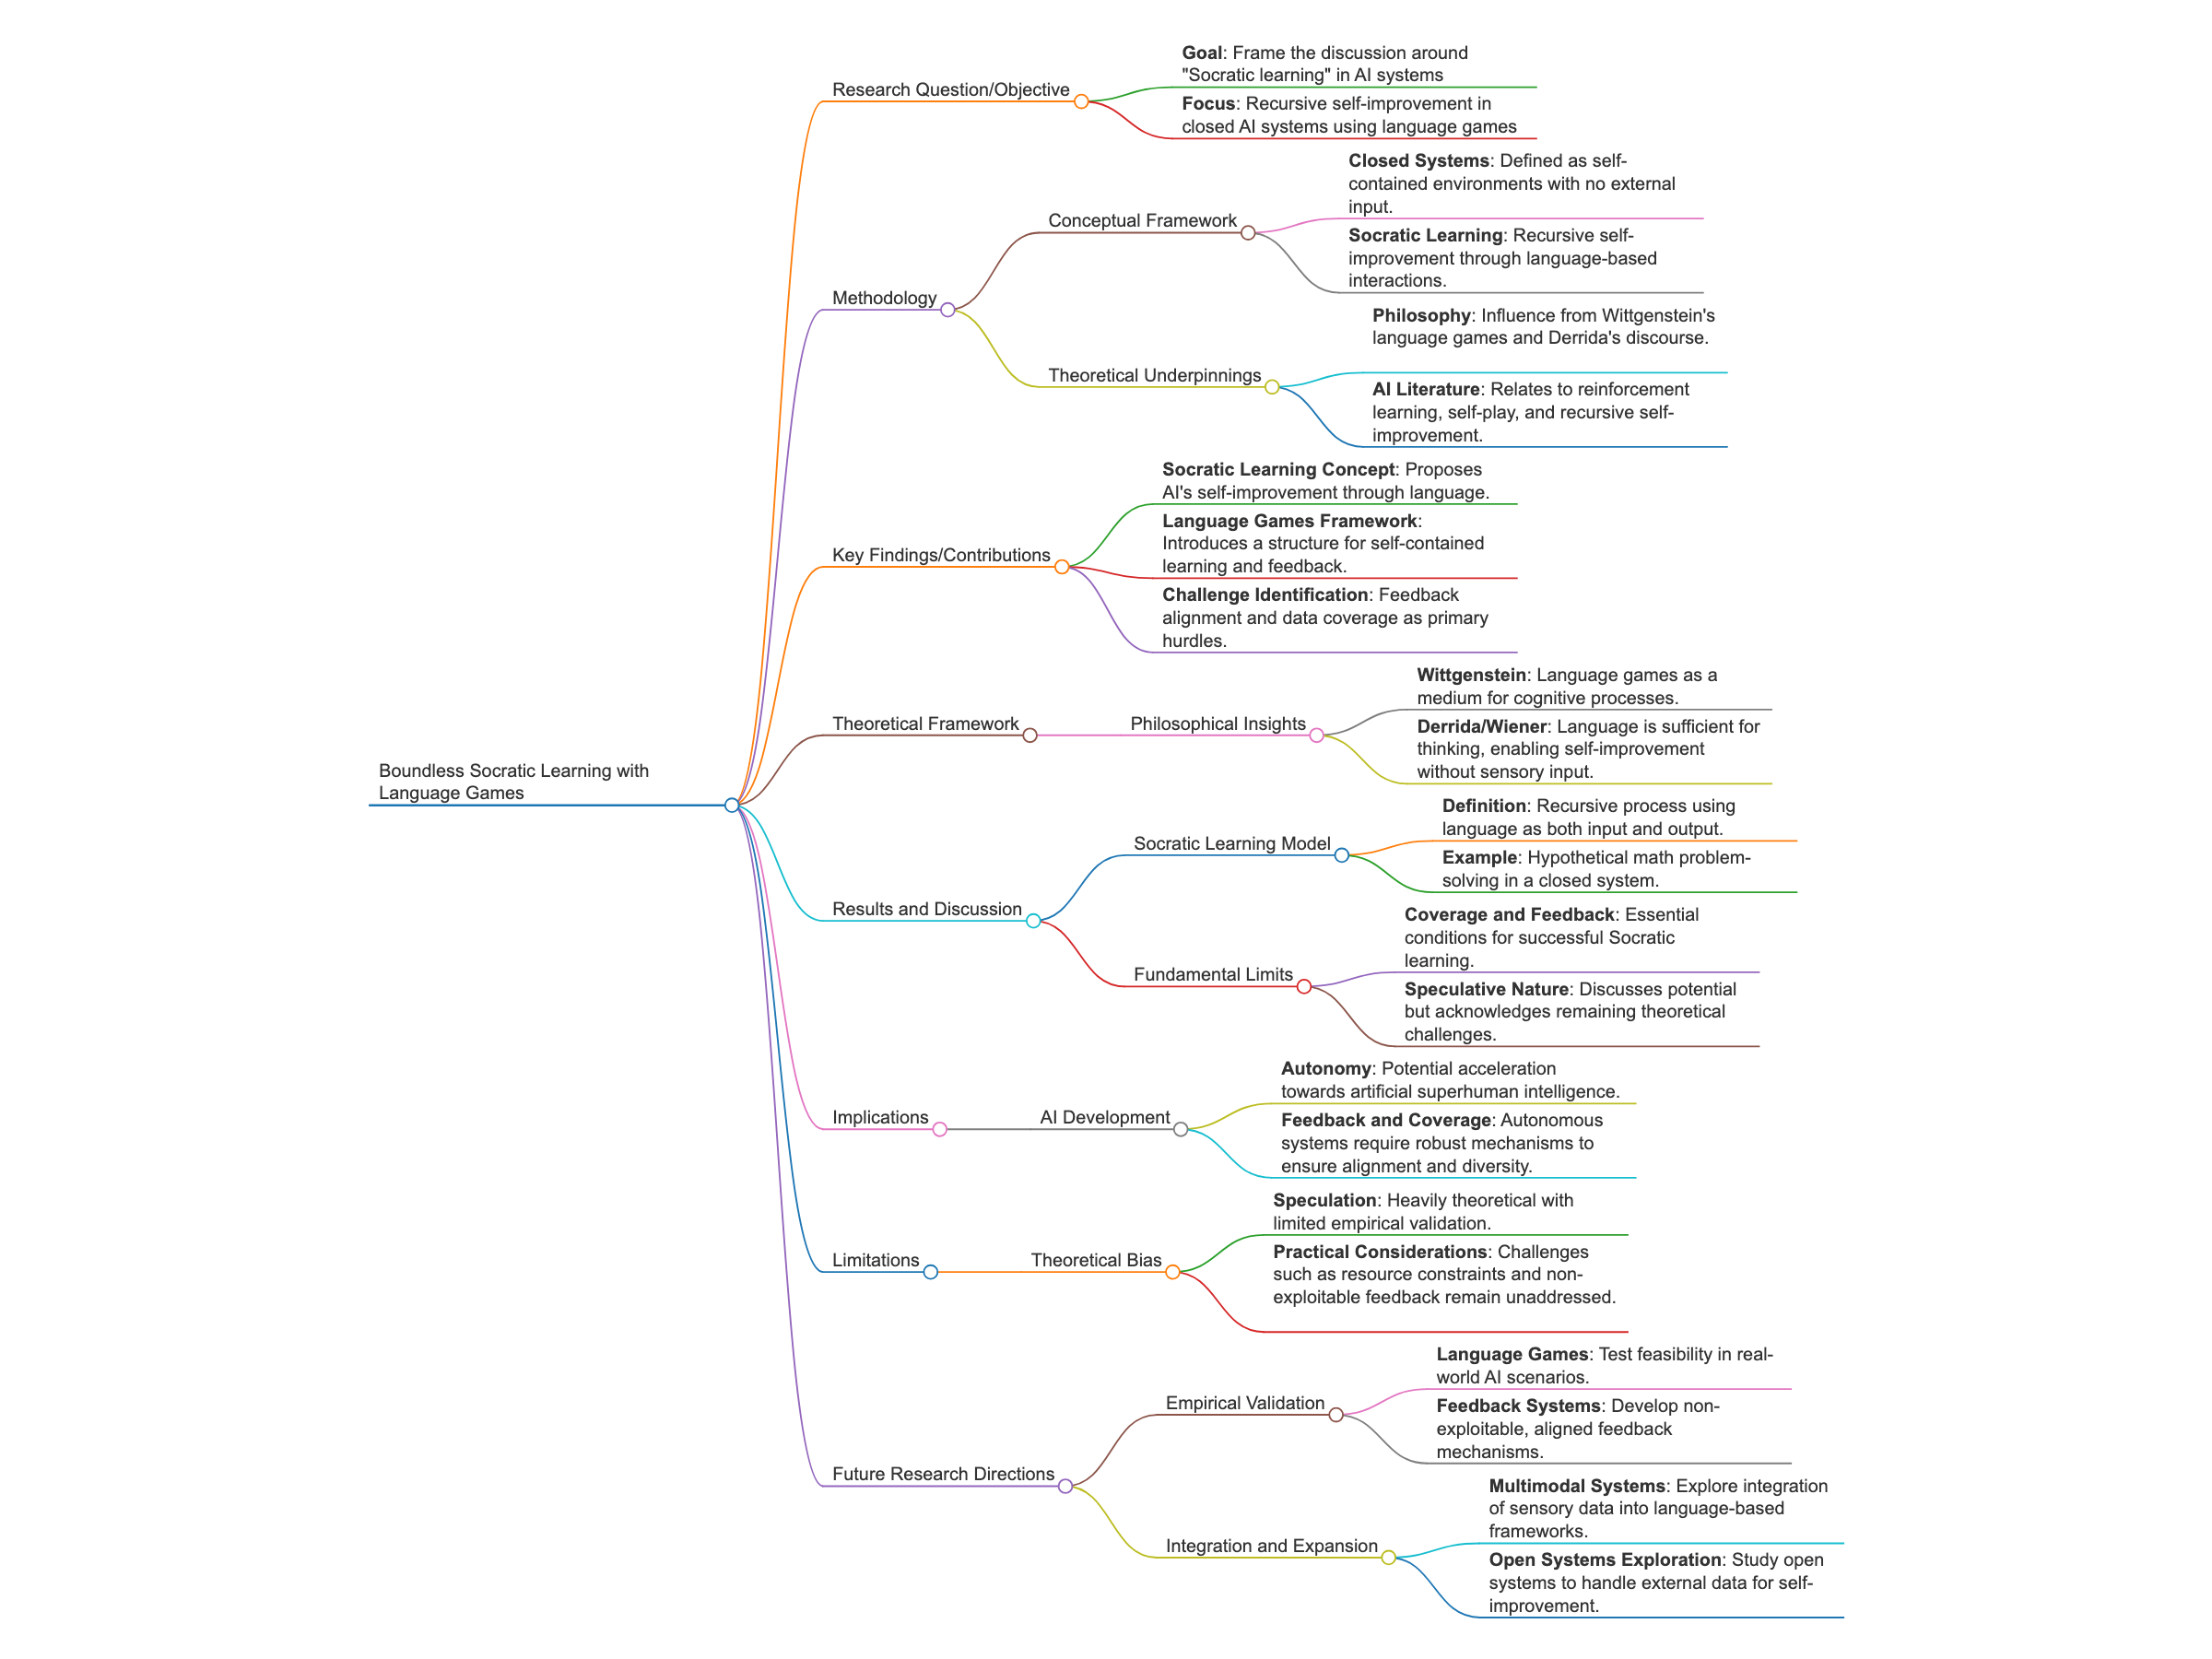 Boundless Socratic Learning with
Language Games
Research Question/Objective
Goal: Frame the discussion around
"Socratic learning" in AI systems
Focus: Recursive self-improvement in
closed AI systems using language games
Methodology
Conceptual Framework
Closed Systems: Defined as self-
contained environments with no external
input.
Socratic Learning: Recursive self-
improvement through language-based
interactions.
Theoretical Underpinnings
Philosophy: Influence from Wittgenstein's
language games and Derrida's discourse.
AI Literature: Relates to reinforcement
learning, self-play, and recursive self-
improvement.
Key Findings/Contributions
Socratic Learning Concept: Proposes
AI's self-improvement through language.
Language Games Framework:
Introduces a structure for self-contained
learning and feedback.
Challenge Identification: Feedback
alignment and data coverage as primary
hurdles.
Theoretical Framework
Philosophical Insights
Wittgenstein: Language games as a
medium for cognitive processes.
Derrida/Wiener: Language is sufficient for
thinking, enabling self-improvement
without sensory input.
Results and Discussion
Socratic Learning Model
Definition: Recursive process using
language as both input and output.
Example: Hypothetical math problem-
solving in a closed system.
Fundamental Limits
Coverage and Feedback: Essential
conditions for successful Socratic
learning.
Speculative Nature: Discusses potential
but acknowledges remaining theoretical
challenges.
Implications
AI Development
Autonomy: Potential acceleration
towards artificial superhuman intelligence.
Feedback and Coverage: Autonomous
systems require robust mechanisms to
ensure alignment and diversity.
Limitations
Theoretical Bias
Speculation: Heavily theoretical with
limited empirical validation.
Practical Considerations: Challenges
such as resource constraints and non-
exploitable feedback remain unaddressed.
Future Research Directions
Empirical Validation
Language Games: Test feasibility in real-
world AI scenarios.
Feedback Systems: Develop non-
exploitable, aligned feedback
mechanisms.
Integration and Expansion
Multimodal Systems: Explore integration
of sensory data into language-based
frameworks.
Open Systems Exploration: Study open
systems to handle external data for self-
improvement.